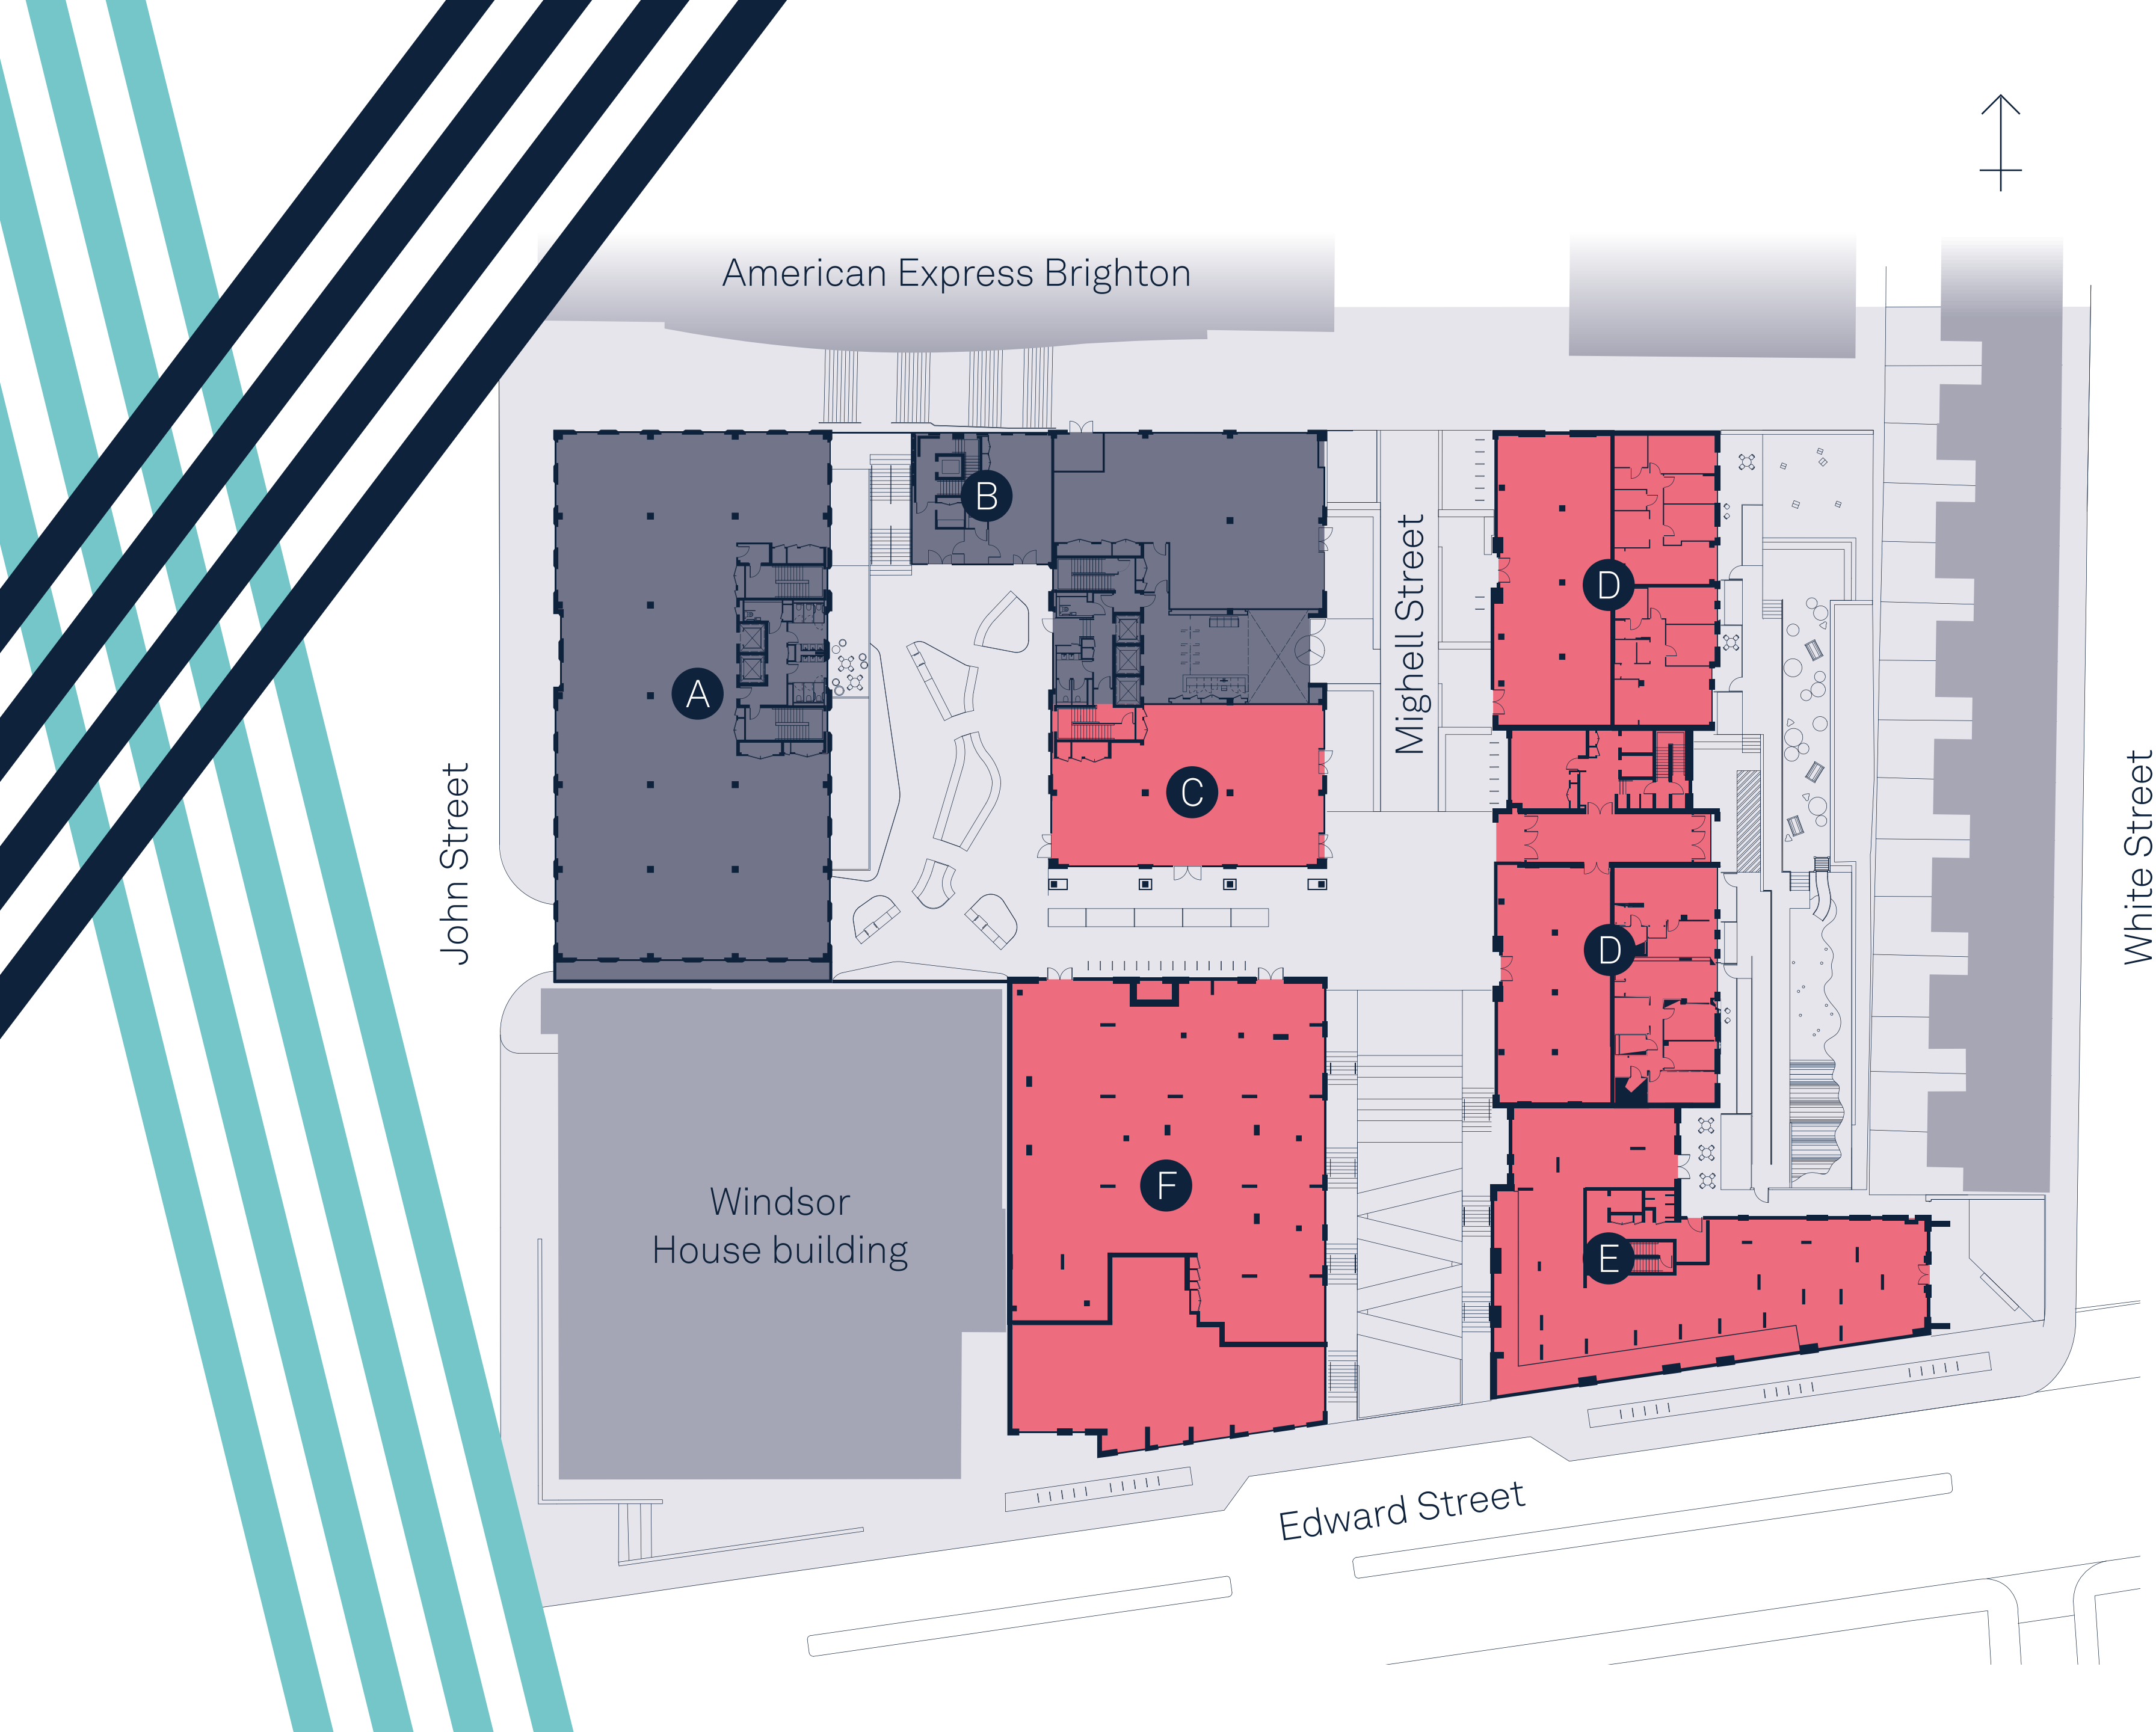 American Express Brighton
B
D
A
Mighell Street
C
John Street
White Street
D
F
Windsor
House building
E
Edward Street